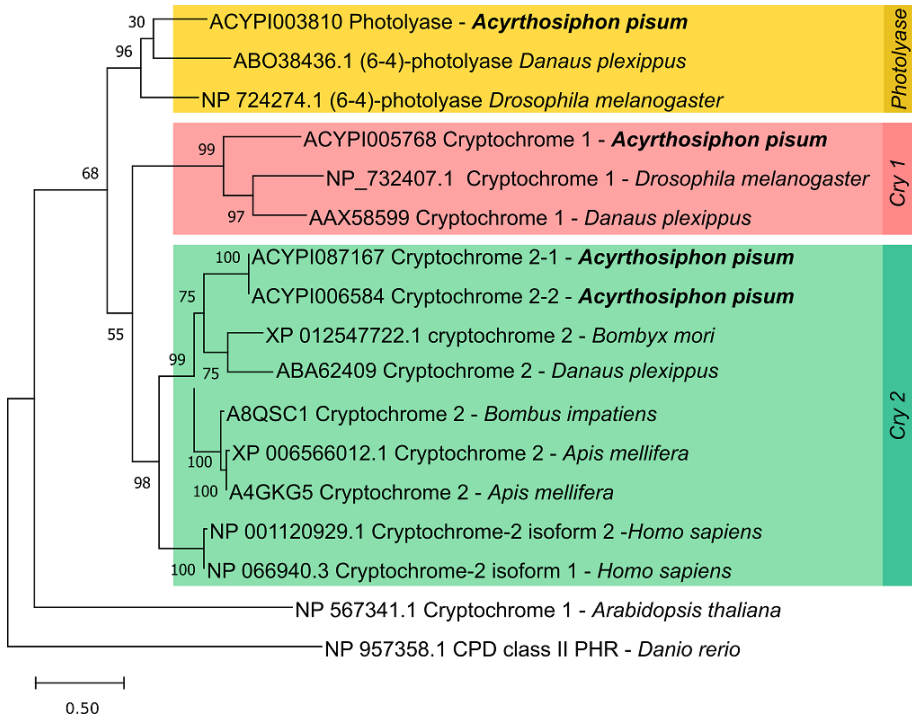 30
ACYPI003810 Photolyase - Acyrthosiphon pisum
96
ABO38436.1 (6-4)-photolyase Danaus plexippus
NP 724274.1 (6-4)-photolyase Drosophila melanogaster
Photolyase
68
99
ACYPI005768 Cryptochrome 1 - Acyrthosiphon pisum
NP_732407.1 Cryptochrome 1 - Drosophila melanogaster
97
AAX58599 Cryptochrome 1 - Danaus plexippus
Cry 1
55
100
ACYPI087167 Cryptochrome 2-1 - Acyrthosiphon pisum
75
ACYPI006584 Cryptochrome 2-2 - Acyrthosiphon pisum
XP 012547722.1 cryptochrome 2 - Bombyx mori
99
75
ABA62409 Cryptochrome 2 - Danaus plexippus
A8QSC1 Cryptochrome 2 - Bombus impatiens
100
XP 006566012.1 Cryptochrome 2 - Apis mellifera
100
A4GKG5 Cryptochrome 2 - Apis mellifera
98
NP 001120929.1 Cryptochrome-2 isoform 2 -Homo sapiens
100
NP 066940.3 Cryptochrome-2 isoform 1 - Homo sapiens
Cry 2
NP 567341.1 Cryptochrome 1 - Arabidopsis thaliana
NP 957358.1 CPD class II PHR - Danio rerio
0.50